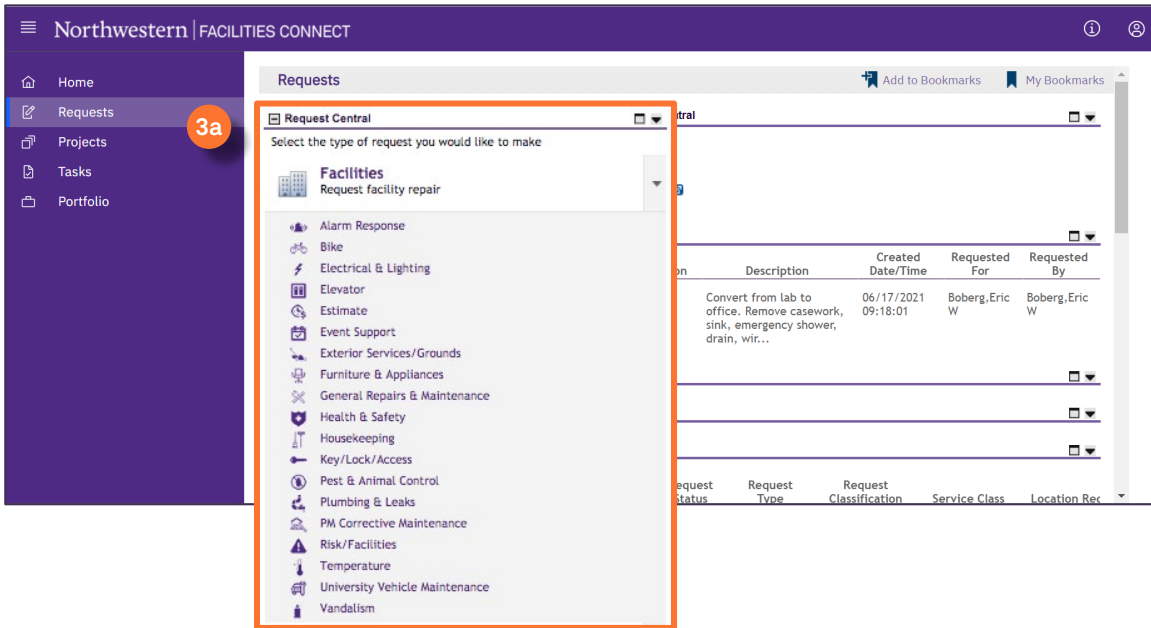 Northwestern | FACILITIES CONNECT
Home
Requests
Projects
Tasks
Portfolio
3a
Requests
Add to Bookmarks
My Bookmarks
Request Central
Select the type of request you would like to make
Facilities
Request facility repair
Alarm Response
Bike
Electrical & Lighting
Elevator
Estimate
Event Support
Exterior Services/Grounds
Furniture & Appliances
General Repairs & Maintenance
Health & Safety
Housekeeping
Key/Lock/Access
Pest & Animal Control
Plumbing & Leaks
PM Corrective Maintenance
Risk/Facilities
Temperature
University Vehicle Maintenance
Vandalism
tral
on
Description
Created
Date/Time
Requested
For
Requested
By
Convert from lab to
office. Remove casework,
sink, emergency shower,
drain, wir...
06/17/2021
09:18:01
Boberg,Eric
W
Boberg,Eric
W
equest
Status
Request
Type
Request
Classification
Service Class
Location Rec